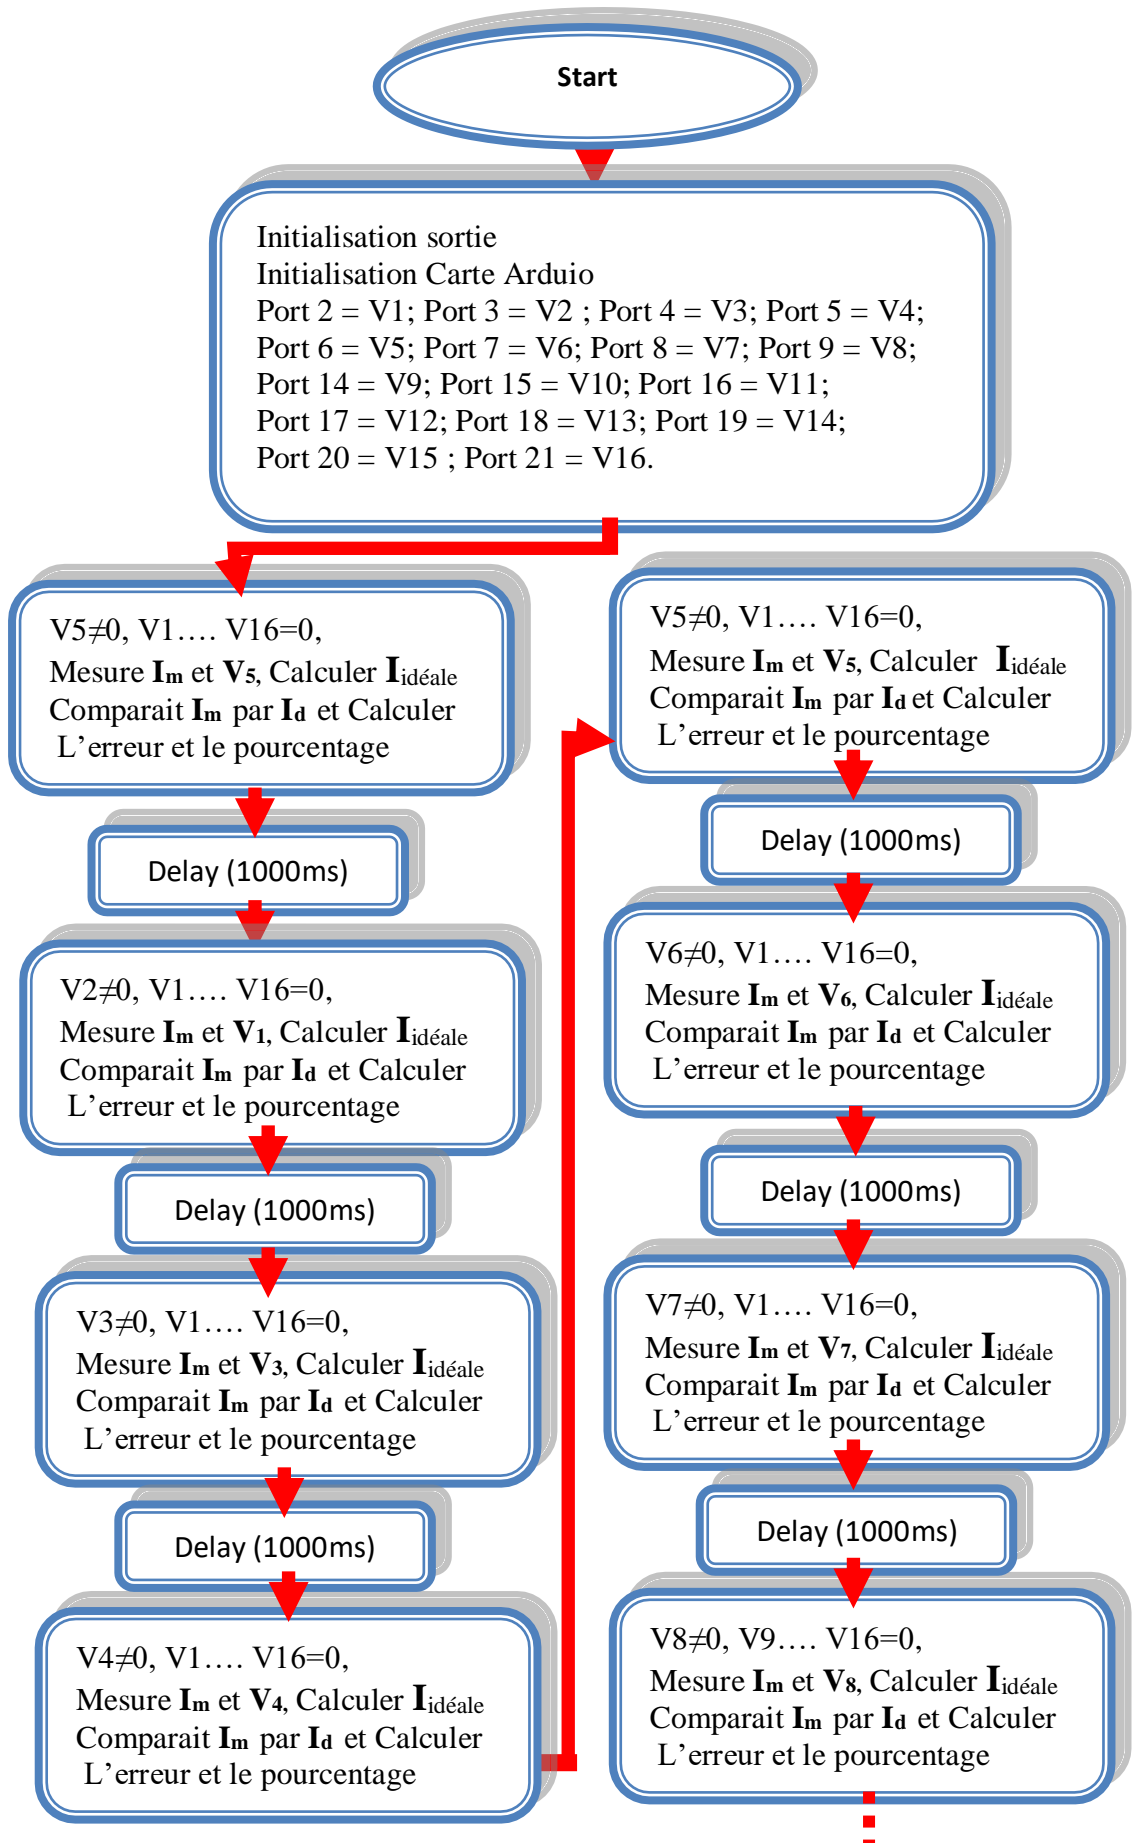 Start
Initialisation sortie
Initialisation Carte Arduio
Port 2 = V1; Port 3 = V2 ; Port 4 = V3; Port 5 = V4;
Port 6 = V5; Port 7 = V6; Port 8 = V7; Port 9 = V8;
Port 14 = V9; Port 15 = V10; Port 16 = V11;
Port 17 = V12; Port 18 = V13; Port 19 = V14;
Port 20 = V15 ; Port 21 = V16.
V5≠0, V1…. V16=0,
Mesure Im et V5, Calculer Iidéale
Comparait Im par Id et Calculer
L’erreur et le pourcentage
Delay (1000ms)
V2≠0, V1…. V16=0,
Mesure Im et V1, Calculer Iidéale
Comparait Im par Id et Calculer
L’erreur et le pourcentage
Delay (1000ms)
V3≠0, V1…. V16=0,
Mesure Im et V3, Calculer Iidéale
Comparait Im par Id et Calculer
L’erreur et le pourcentage
Delay (1000ms)
V4≠0, V1…. V16=0,
Mesure Im et V4, Calculer Iidéale
Comparait Im par Id et Calculer
L’erreur et le pourcentage
V5≠0, V1…. V16=0,
Mesure Im et V5, Calculer Iidéale
Comparait Im par Id et Calculer
L’erreur et le pourcentage
Delay (1000ms)
V6≠0, V1…. V16=0,
Mesure Im et V6, Calculer Iidéale
Comparait Im par Id et Calculer
L’erreur et le pourcentage
Delay (1000ms)
V7≠0, V1…. V16=0,
Mesure Im et V7, Calculer Iidéale
Comparait Im par Id et Calculer
L’erreur et le pourcentage
Delay (1000ms)
V8≠0, V9…. V16=0,
Mesure Im et V8, Calculer Iidéale
Comparait Im par Id et Calculer
L’erreur et le pourcentage